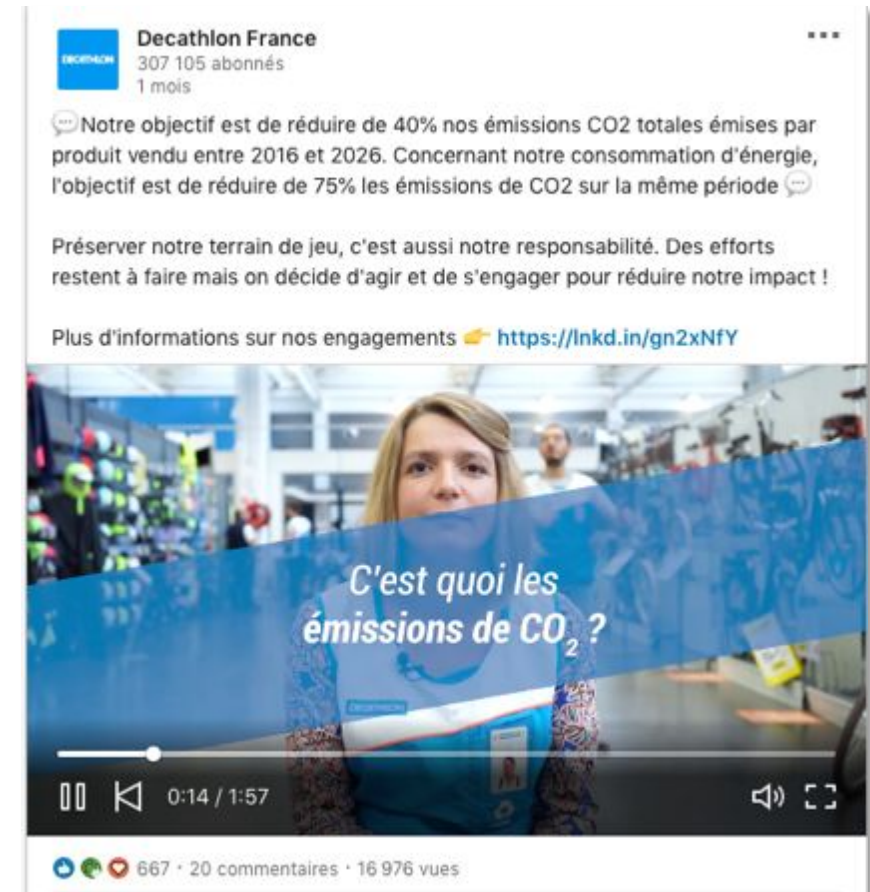 DECATHLON
Decathlon France
307 105 abonnés
1 mois
💬Notre objectif est de réduire de 40% nos émissions CO2 totales émises par
produit vendu entre 2016 et 2026. Concernant notre consommation d'énergie,
l'objectif est de réduire de 75% les émissions de CO2 sur la même période 💬
Préserver notre terrain de jeu, c'est aussi notre responsabilité. Des efforts
restent à faire mais on décide d'agir et de s'engager pour réduire notre impact !
Plus d'informations sur nos engagements 👉 https://lnkd.in/gn2xNfY
C'est quoi les
émissions de CO₂ ?
DECATHLON
0:14 / 1:57
667 · 20 commentaires · 16 976 vues